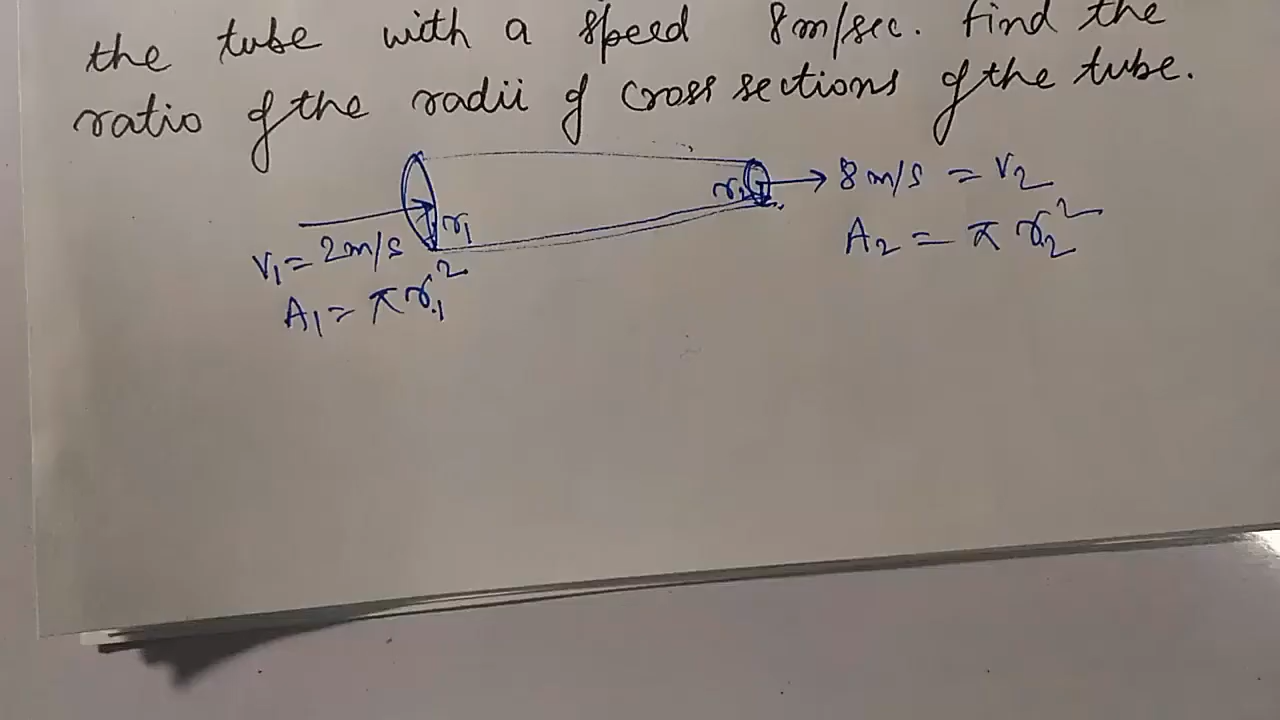 the tube with a speed 8m/sec. find the
ratio of the radii of cross sections of the tube.
r₂ 8 m/s = V₂
r₁
V₁ = 2m/s
A₂ = π r₂²
A₁ = π r₁²